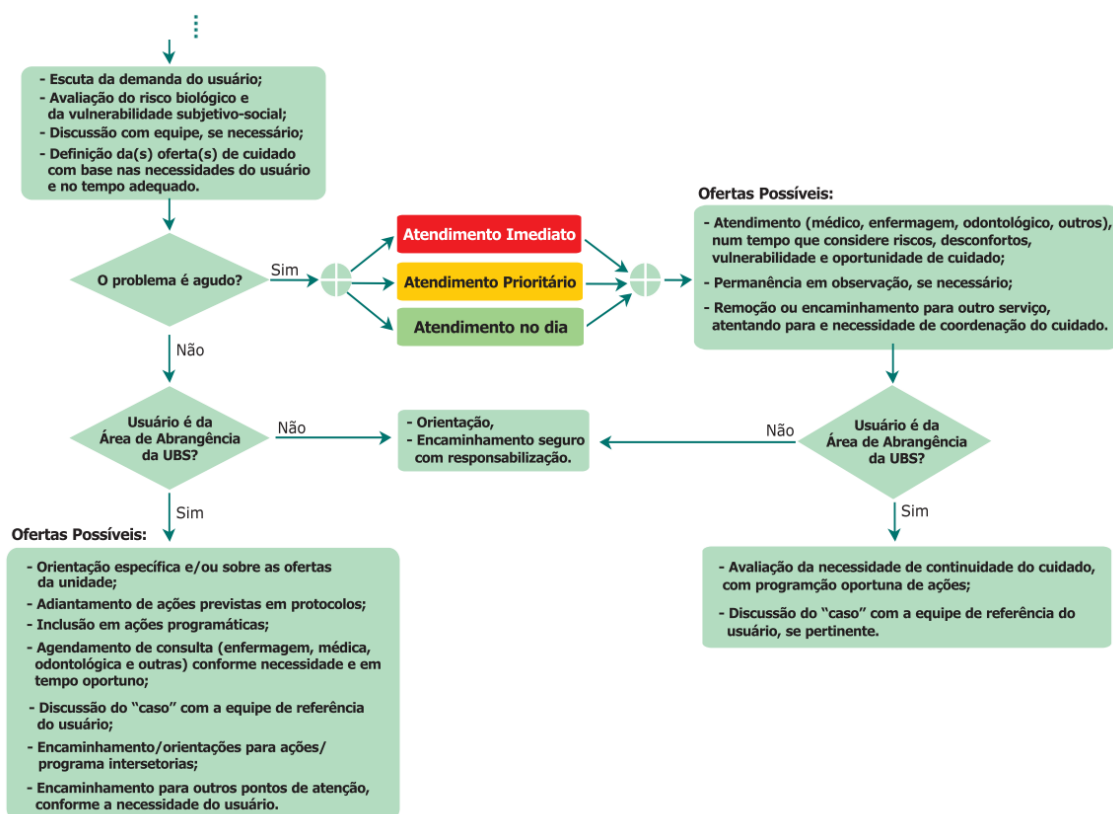 - Escuta da demanda do usuário;
- Avaliação do risco biológico e
da vulnerabilidade subjetivo-social;
- Discussão com equipe, se necessário;
- Definição da(s) oferta(s) de cuidado
com base nas necessidades do usuário
e no tempo adequado.
O problema é agudo?
Sim
Atendimento Imediato
Atendimento Prioritário
Atendimento no dia
Ofertas Possíveis:
- Atendimento (médico, enfermagem, odontológico, outros),
num tempo que considere riscos, desconfortos,
vulnerabilidade e oportunidade de cuidado;
- Permanência em observação, se necessário;
- Remoção ou encaminhamento para outro serviço,
atentando para e necessidade de coordenação do cuidado.
Não
Usuário é da
Área de Abrangência
da UBS?
Não
- Orientação,
- Encaminhamento seguro
com responsabilização.
Não
Usuário é da
Área de Abrangência
da UBS?
Sim
Ofertas Possíveis:
- Orientação específica e/ou sobre as ofertas
da unidade;
- Adiantamento de ações previstas em protocolos;
- Inclusão em ações programáticas;
- Agendamento de consulta (enfermagem, médica,
odontológica e outras) conforme necessidade e em
tempo oportuno;
- Discussão do “caso” com a equipe de referência
do usuário;
- Encaminhamento/orientações para ações/
programa intersetorias;
- Encaminhamento para outros pontos de atenção,
conforme a necessidade do usuário.
Sim
- Avaliação da necessidade de continuidade do cuidado,
com programção oportuna de ações;
- Discussão do “caso” com a equipe de referência do
usuário, se pertinente.